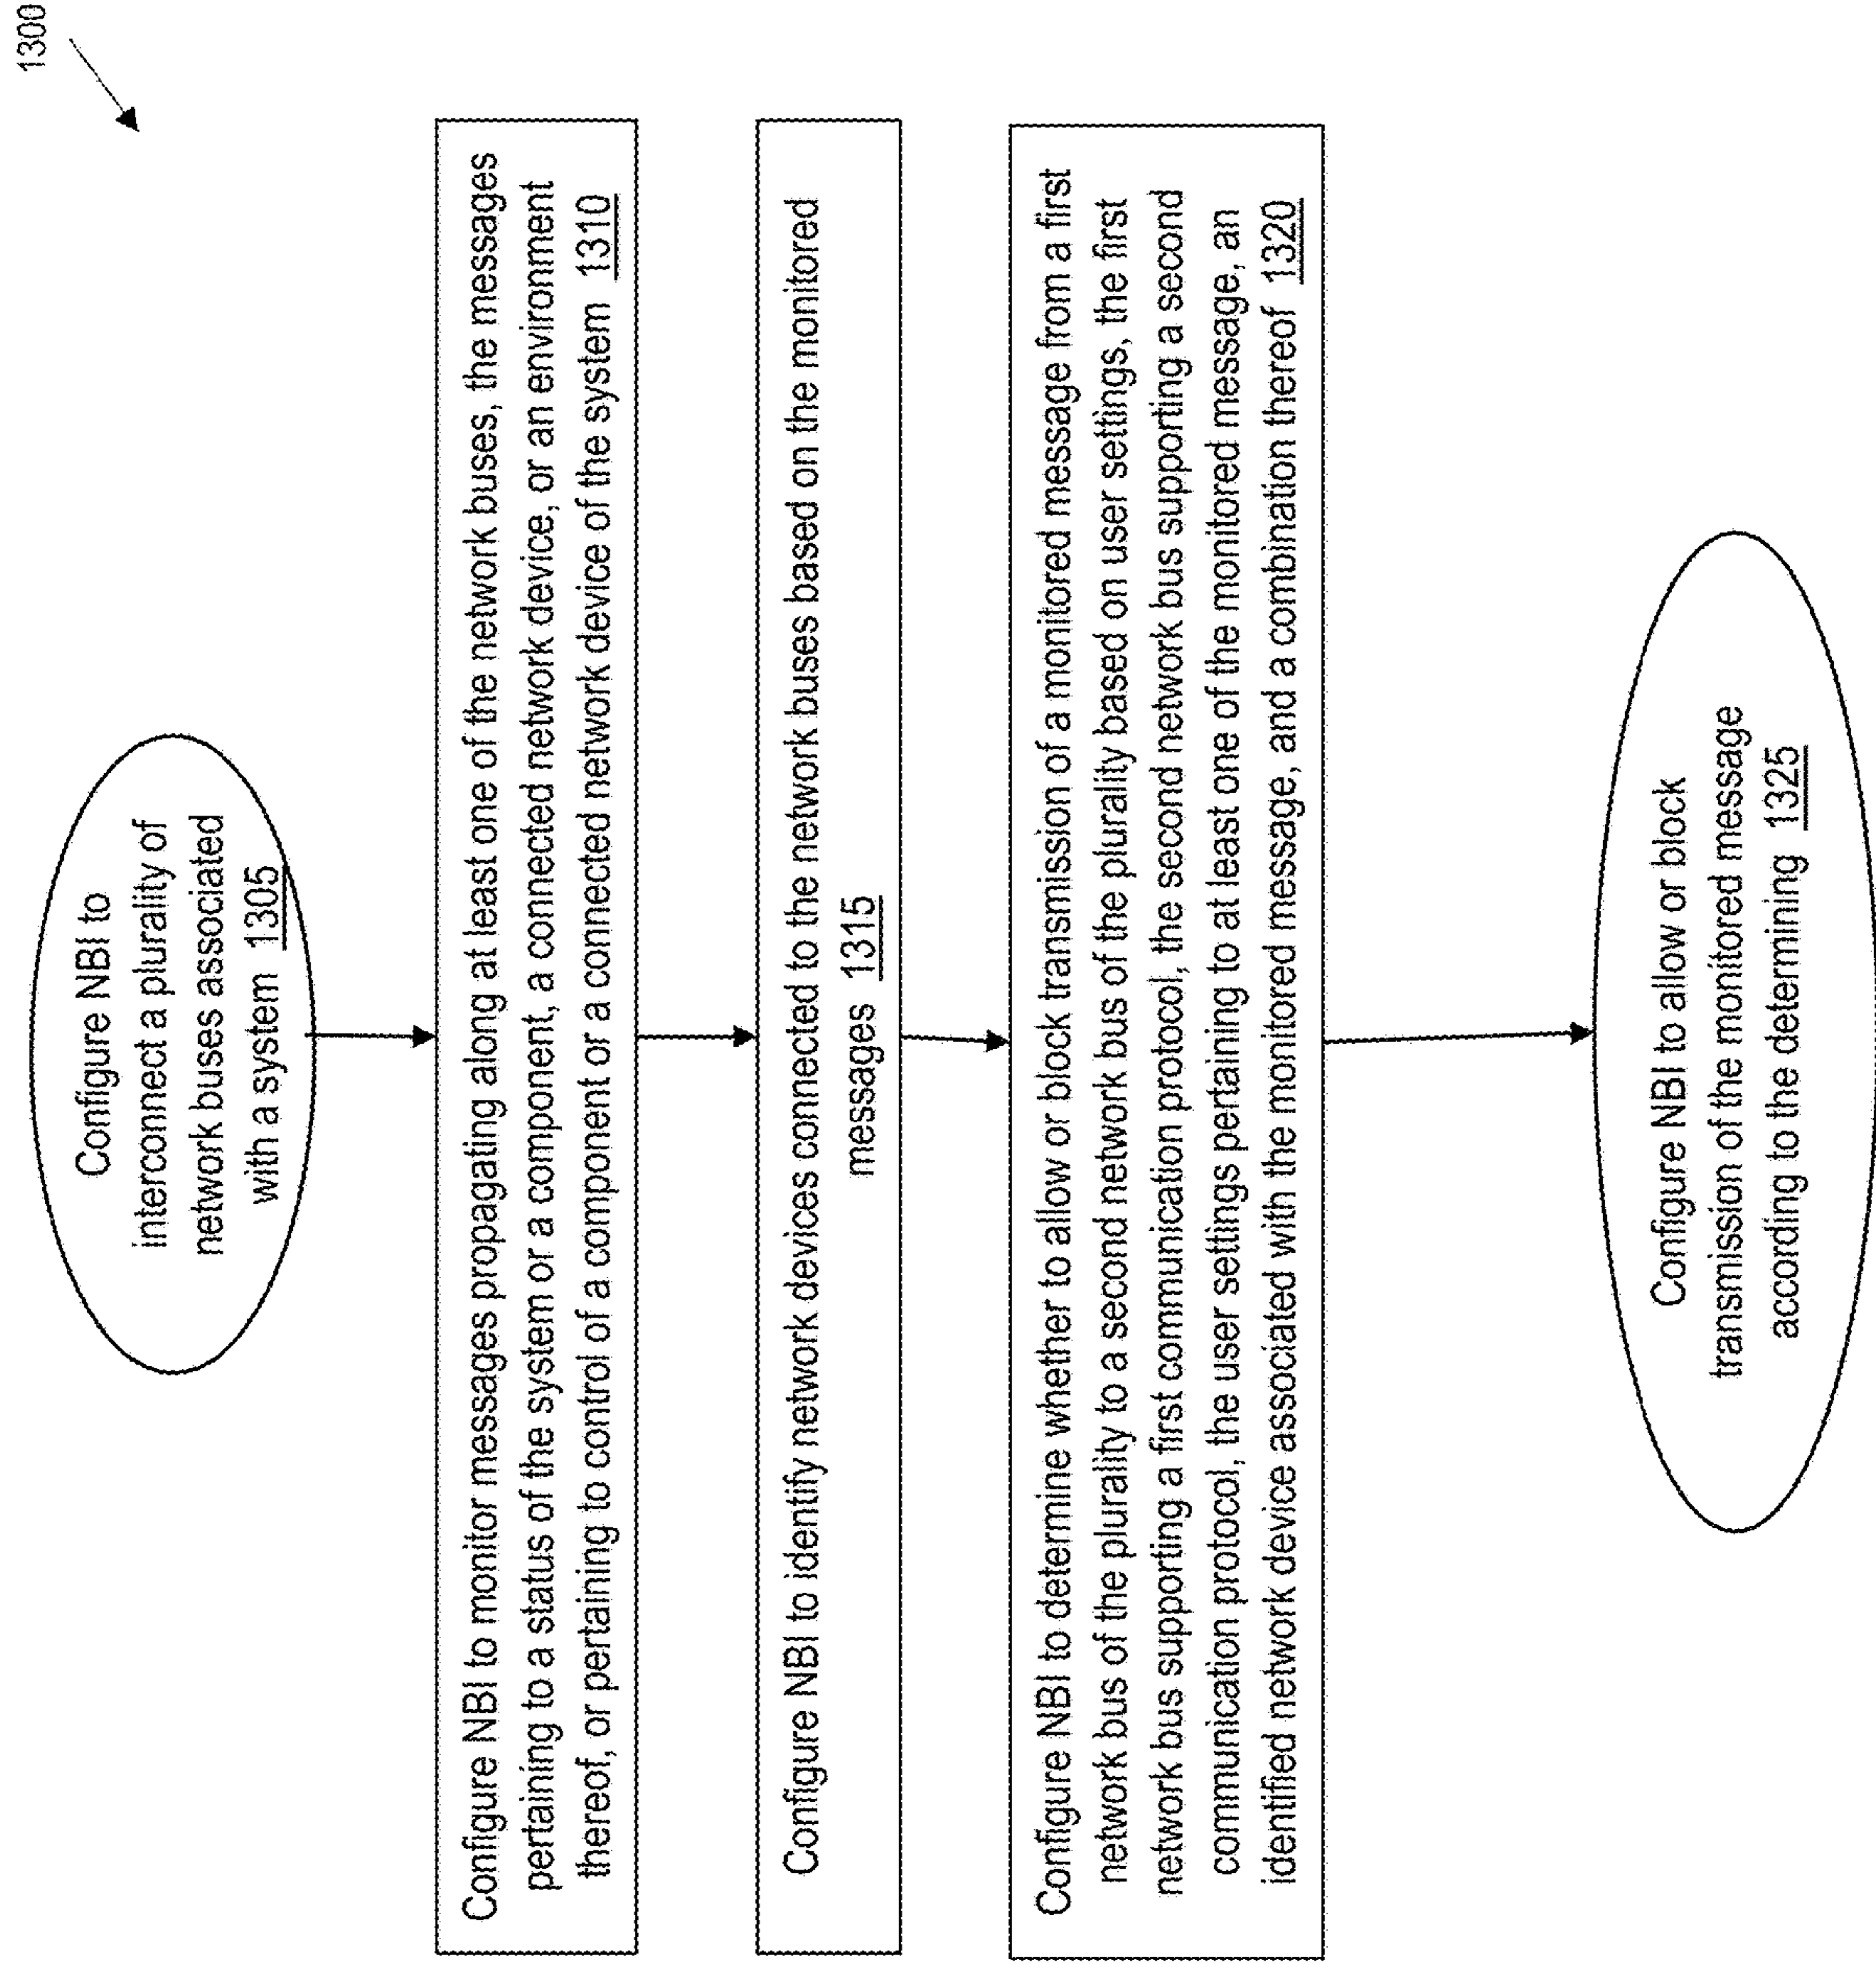 1300
Configure NBI to
interconnect a plurality of
network buses associated
with a system 1305
Configure NBI to monitor messages propagating along at least one of the network buses, the messages
pertaining to a status of the system or a component, a connected network device, or an environment
thereof, or pertaining to control of a component or a connected network device of the system 1310
Configure NBI to identify network devices connected to the network buses based on the monitored
messages 1315
Configure NBI to determine whether to allow or block transmission of a monitored message from a first
network bus of the plurality to a second network bus of the plurality based on user settings, the first
network bus supporting a first communication protocol, the second network bus supporting a second
communication protocol, the user settings pertaining to at least one of the monitored message, an
identified network device associated with the monitored message, and a combination thereof 1320
Configure NBI to allow or block
transmission of the monitored message
according to the determining 1325